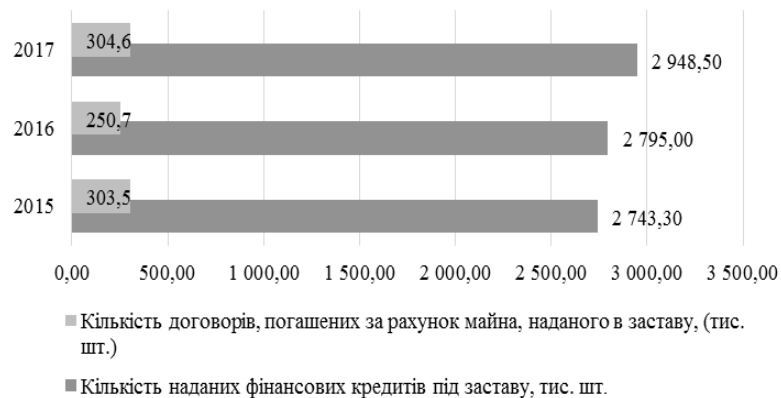 2017
304,6
2 948,50
2016
250,7
2 795,00
2015
303,5
2 743,30
0,00 500,00 1 000,00 1 500,00 2 000,00 2 500,00 3 000,00 3 500,00
Кількість договорів, погашених за рахунок майна, наданого в заставу, (тис.
шт.)
Кількість наданих фінансових кредитів під заставу, тис. шт.